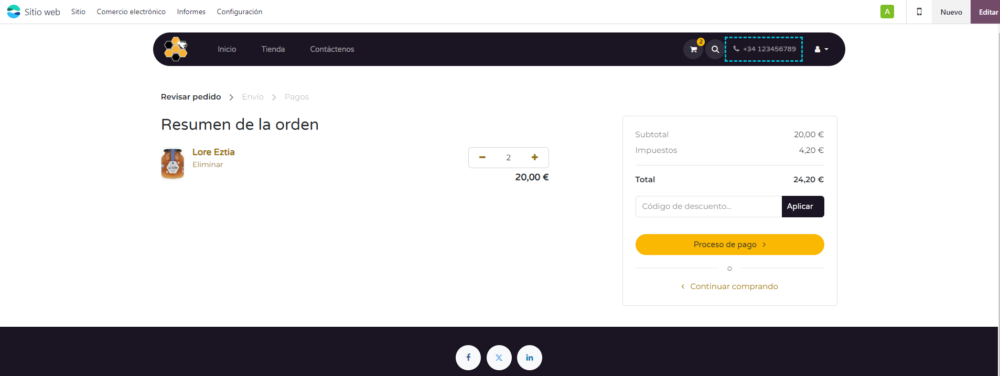 Sitio web Sitio Comercio electrónico Informes Configuración A Nuevo Editar
Inicio Tienda Contáctenos 2 +34 123456789
Revisar pedido > Envío > Pagos
Resumen de la orden
Lore Eztia
Eliminar
2
20,00 €
Subtotal 20,00 €
Impuestos 4,20 €
Total 24,20 €
Código de descuento... Aplicar
Proceso de pago >
o
< Continuar comprando